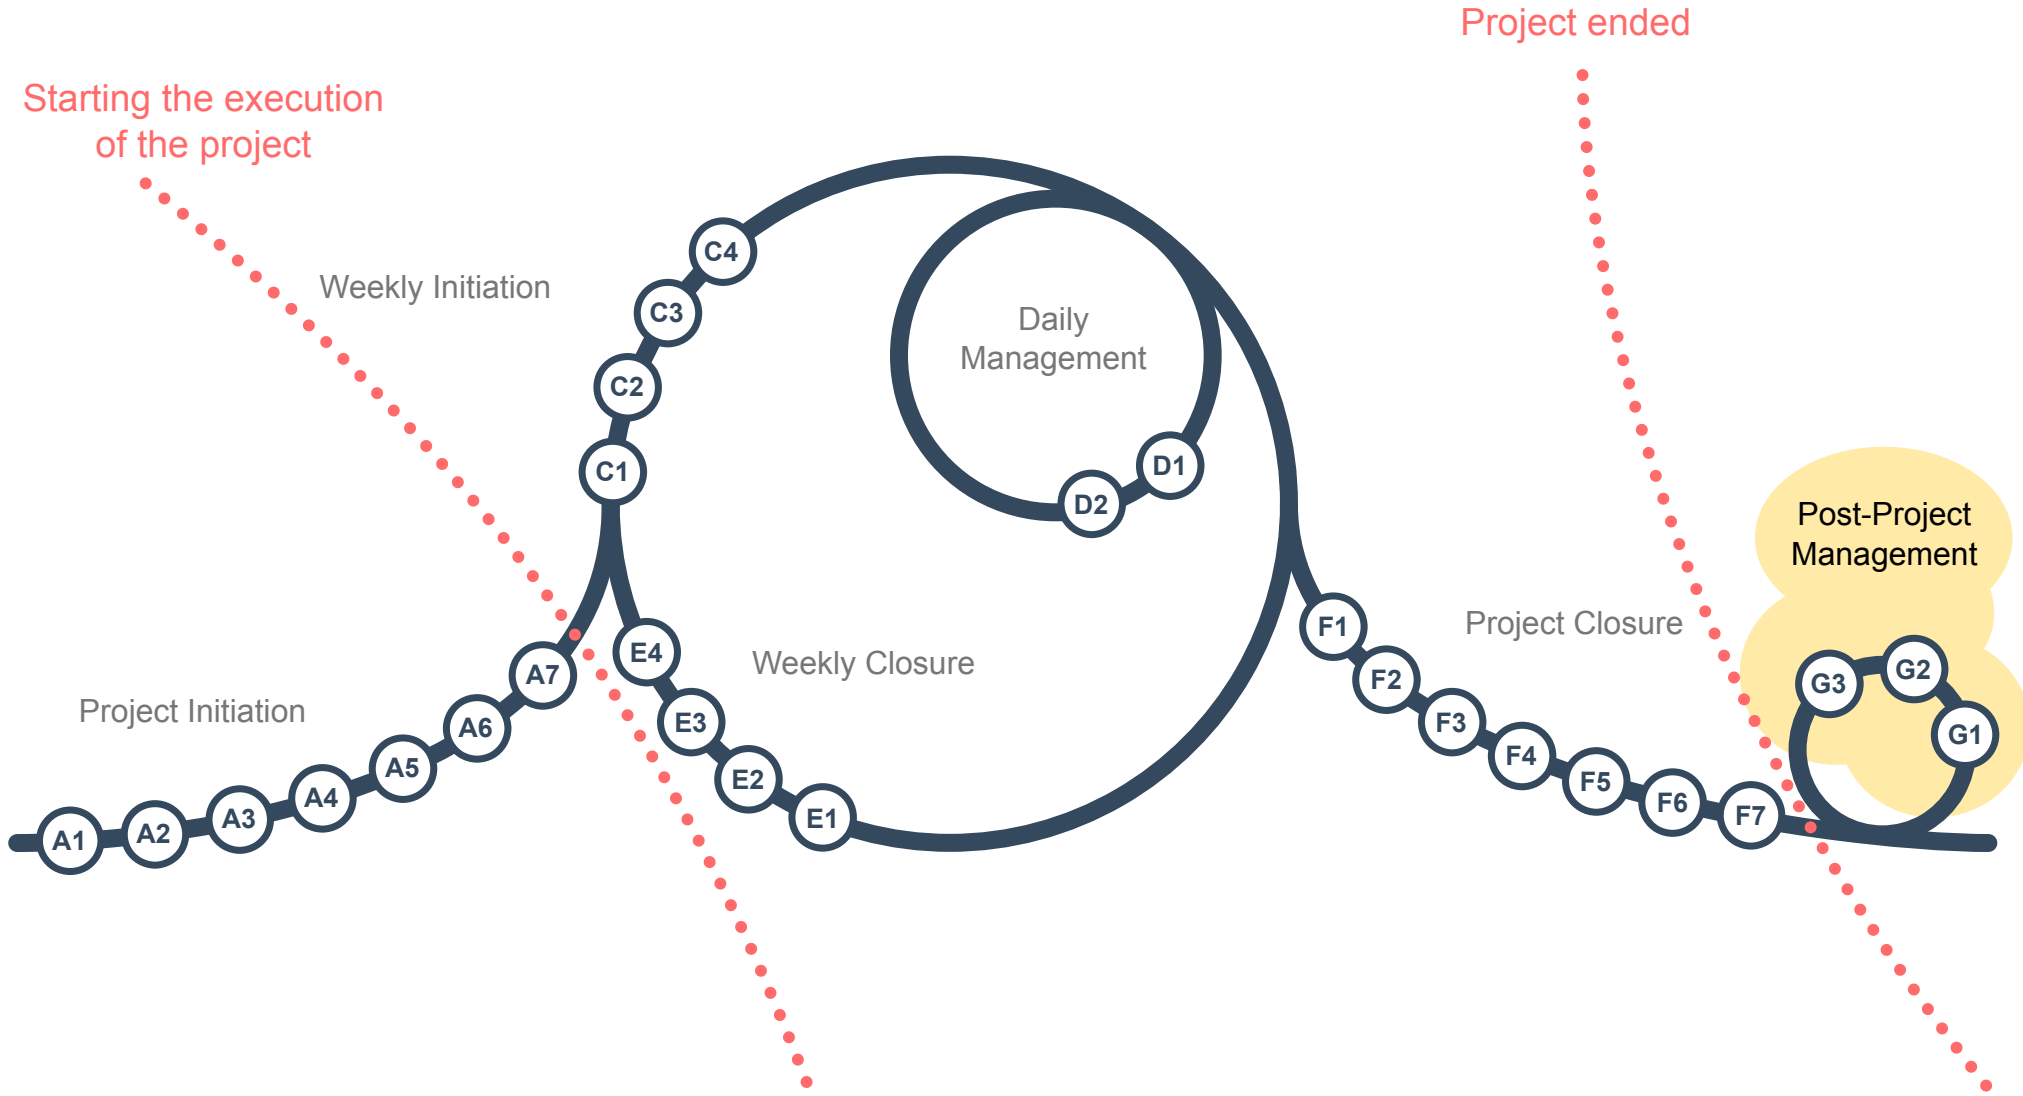 Project ended
Starting the execution
of the project
Weekly Initiation
C4
C3
C2
C1
Daily
Management
D1
D2
Post-Project
Management
Project Closure
Weekly Closure
Project Initiation
A1
A2
A3
A4
A5
A6
A7
E4
E3
E2
E1
F1
F2
F3
F4
F5
F6
F7
G3
G2
G1